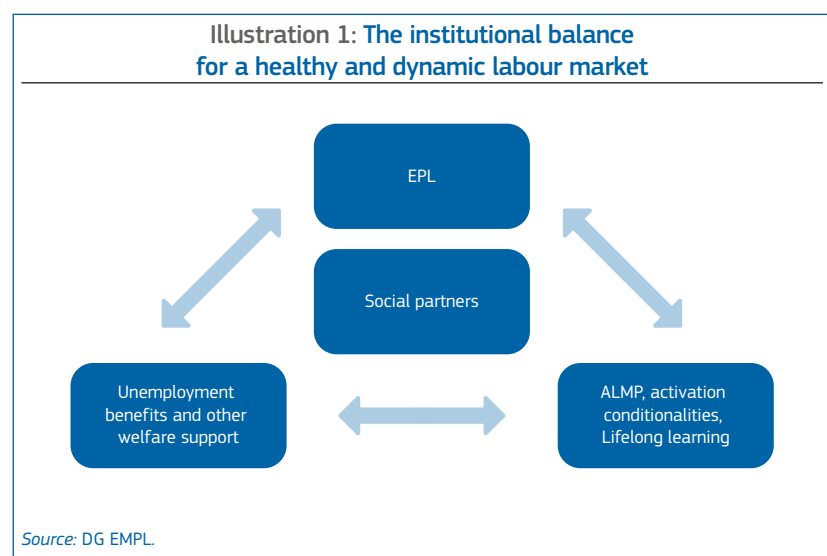 Illustration 1: The institutional balance
for a healthy and dynamic labour market
EPL
Social partners
Unemployment
benefits and other
welfare support
ALMP, activation
conditionalities,
Lifelong learning
Source: DG EMPL.